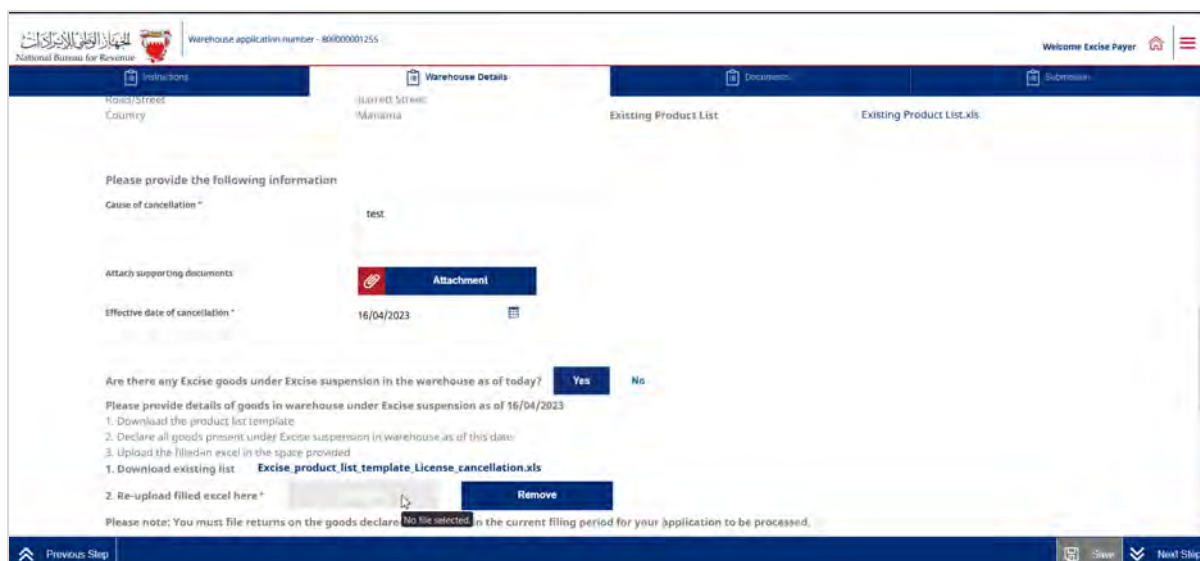 الجهاز الوطني للإيرادات
National Bureau for Revenue
Warehouse application number - 800000001255
Welcome Excise Payer
Instructions
Warehouse Details
Documents
Submission
Road/Street
Street
Country
Manama
Existing Product List
Existing Product List.xls
Please provide the following information
Cause of cancellation *
test
Attach supporting documents
Attachment
Effective date of cancellation *
16/04/2023
Are there any Excise goods under Excise suspension in the warehouse as of today?
Yes
No
Please provide details of goods in warehouse under Excise suspension as of 16/04/2023
1. Download the product list template
2. Declare all goods present under Excise suspension in warehouse as of this date
3. Upload the filled-in excel in the space provided
1. Download existing list Excise_product_list_template_License_cancellation.xls
2. Re-upload filled excel here *
Remove
Please note: You must file returns on the goods declare
No file selected.
n the current filing period for your application to be processed.
Previous Step
Save
Next Step